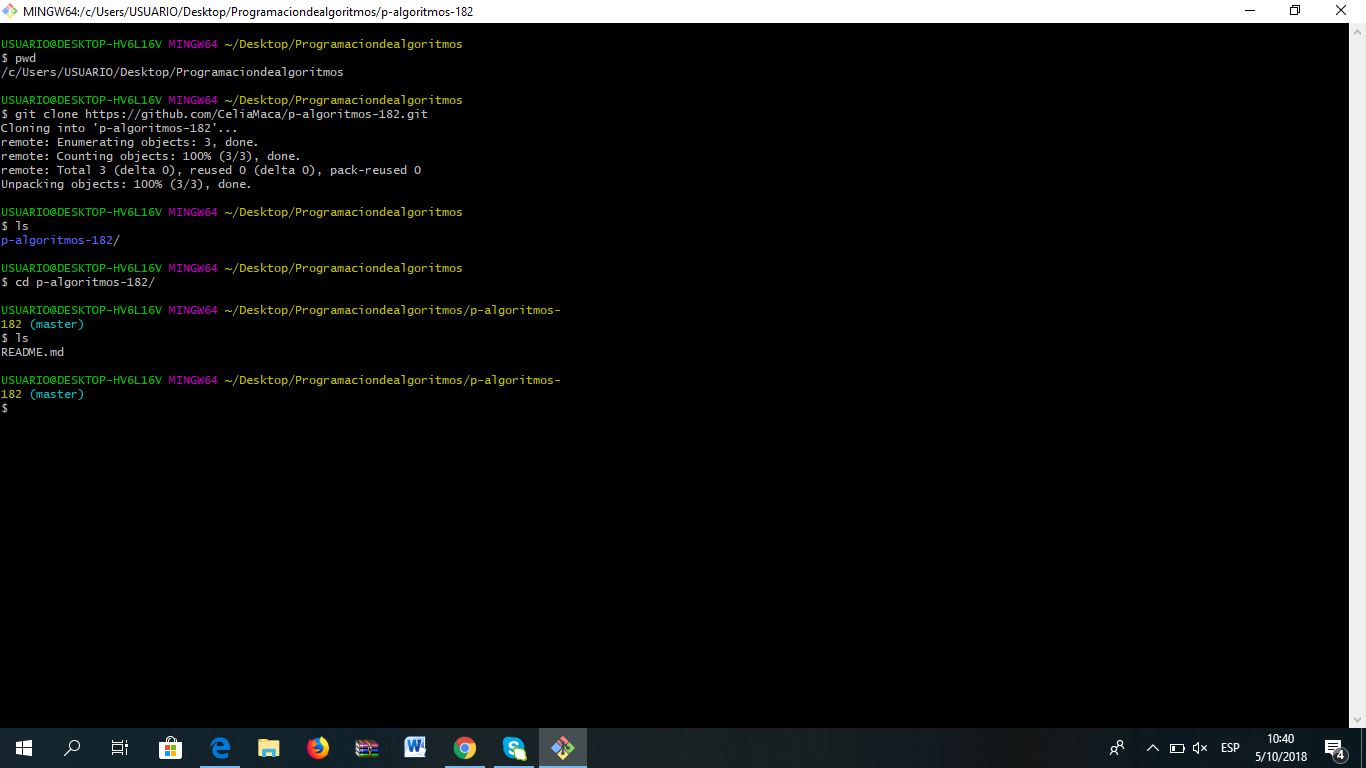 MINGW64:/c/Users/USUARIO/Desktop/Programaciondealgoritmos/p-algoritmos-182
USUARIO@DESKTOP-HV6L16V MINGW64 ~/Desktop/Programaciondealgoritmos
$ pwd
/c/Users/USUARIO/Desktop/Programaciondealgoritmos
USUARIO@DESKTOP-HV6L16V MINGW64 ~/Desktop/Programaciondealgoritmos
$ git clone https://github.com/CeliaMaca/p-algoritmos-182.git
Cloning into 'p-algoritmos-182'...
remote: Enumerating objects: 3, done.
remote: Counting objects: 100% (3/3), done.
remote: Total 3 (delta 0), reused 0 (delta 0), pack-reused 0
Unpacking objects: 100% (3/3), done.
USUARIO@DESKTOP-HV6L16V MINGW64 ~/Desktop/Programaciondealgoritmos
$ ls
p-algoritmos-182/
USUARIO@DESKTOP-HV6L16V MINGW64 ~/Desktop/Programaciondealgoritmos
$ cd p-algoritmos-182/
USUARIO@DESKTOP-HV6L16V MINGW64 ~/Desktop/Programaciondealgoritmos/p-algoritmos-
182 (master)
$ ls
README.md
USUARIO@DESKTOP-HV6L16V MINGW64 ~/Desktop/Programaciondealgoritmos/p-algoritmos-
182 (master)
$
ESP
10:40
5/10/2018
4